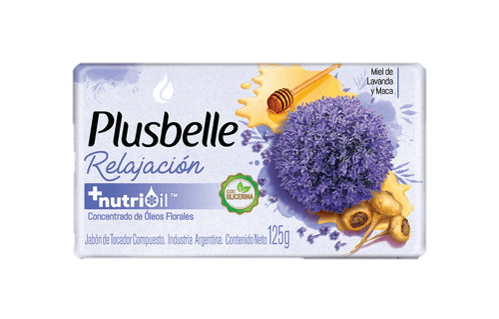 Miel de
Lavanda
y Maca
Plusbelle
Relajación
+nutriOil™
Concentrado de Óleos Florales
con
GLICERINA
Jabón de Tocador Compuesto. Industria Argentina. Contenido Neto 125g